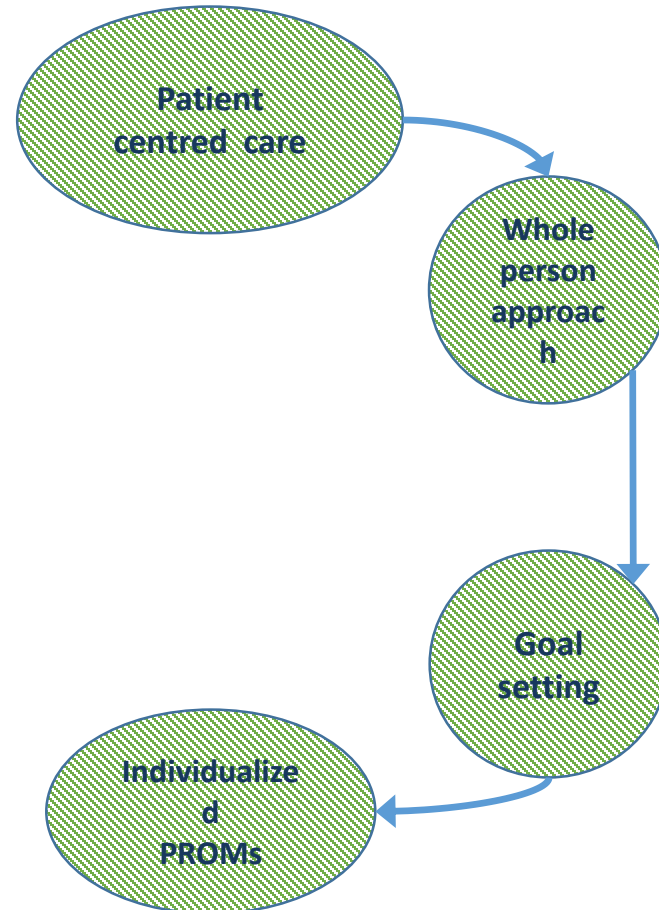 Patient
centred care
Whole
person
approac
h
Goal
setting
Individualize
d
PROMs